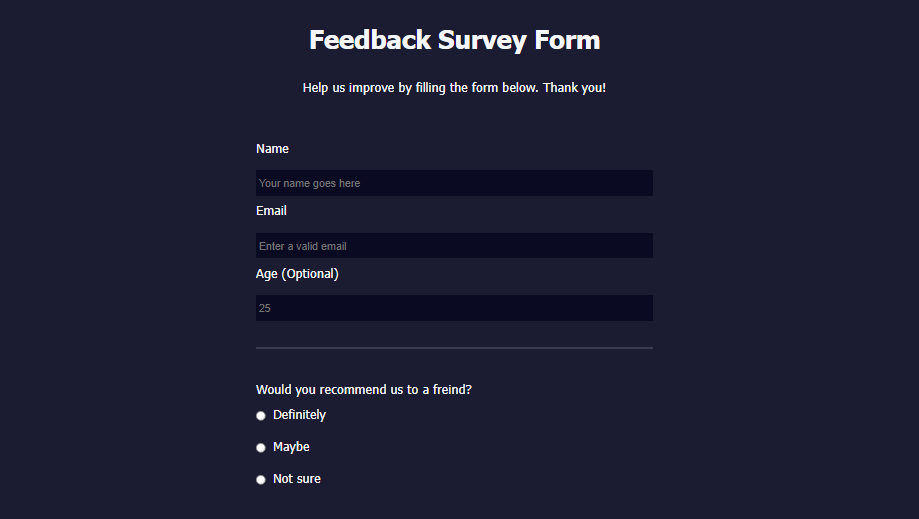 Feedback Survey Form
Help us improve by filling the form below. Thank you!
Name
Your name goes here
Email
Enter a valid email
Age (Optional)
25
Would you recommend us to a freind?
Definitely
Maybe
Not sure